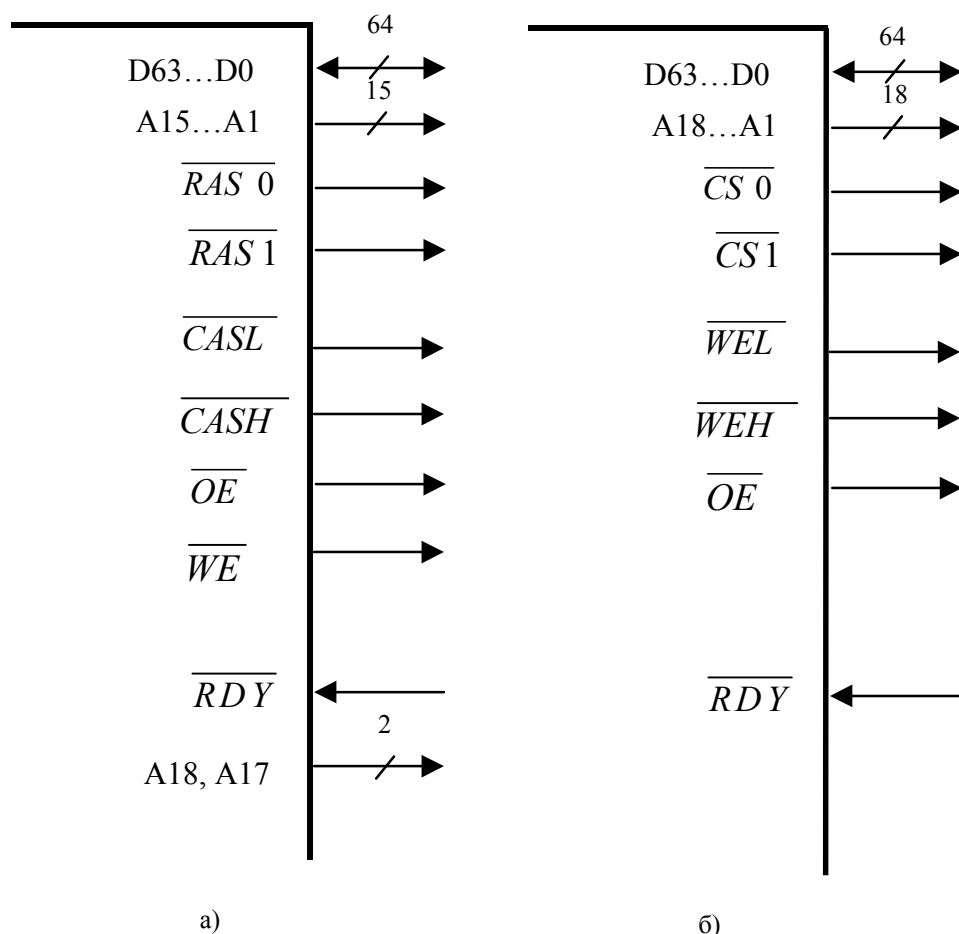 64
D63...D0
15
A15...A1
RAS 0
RAS 1
CASL
CASH
OE
WE
RDY
2
A18, A17
а)
64
D63...D0
18
A18...A1
CS 0
CS 1
WEL
WEH
OE
RDY
б)